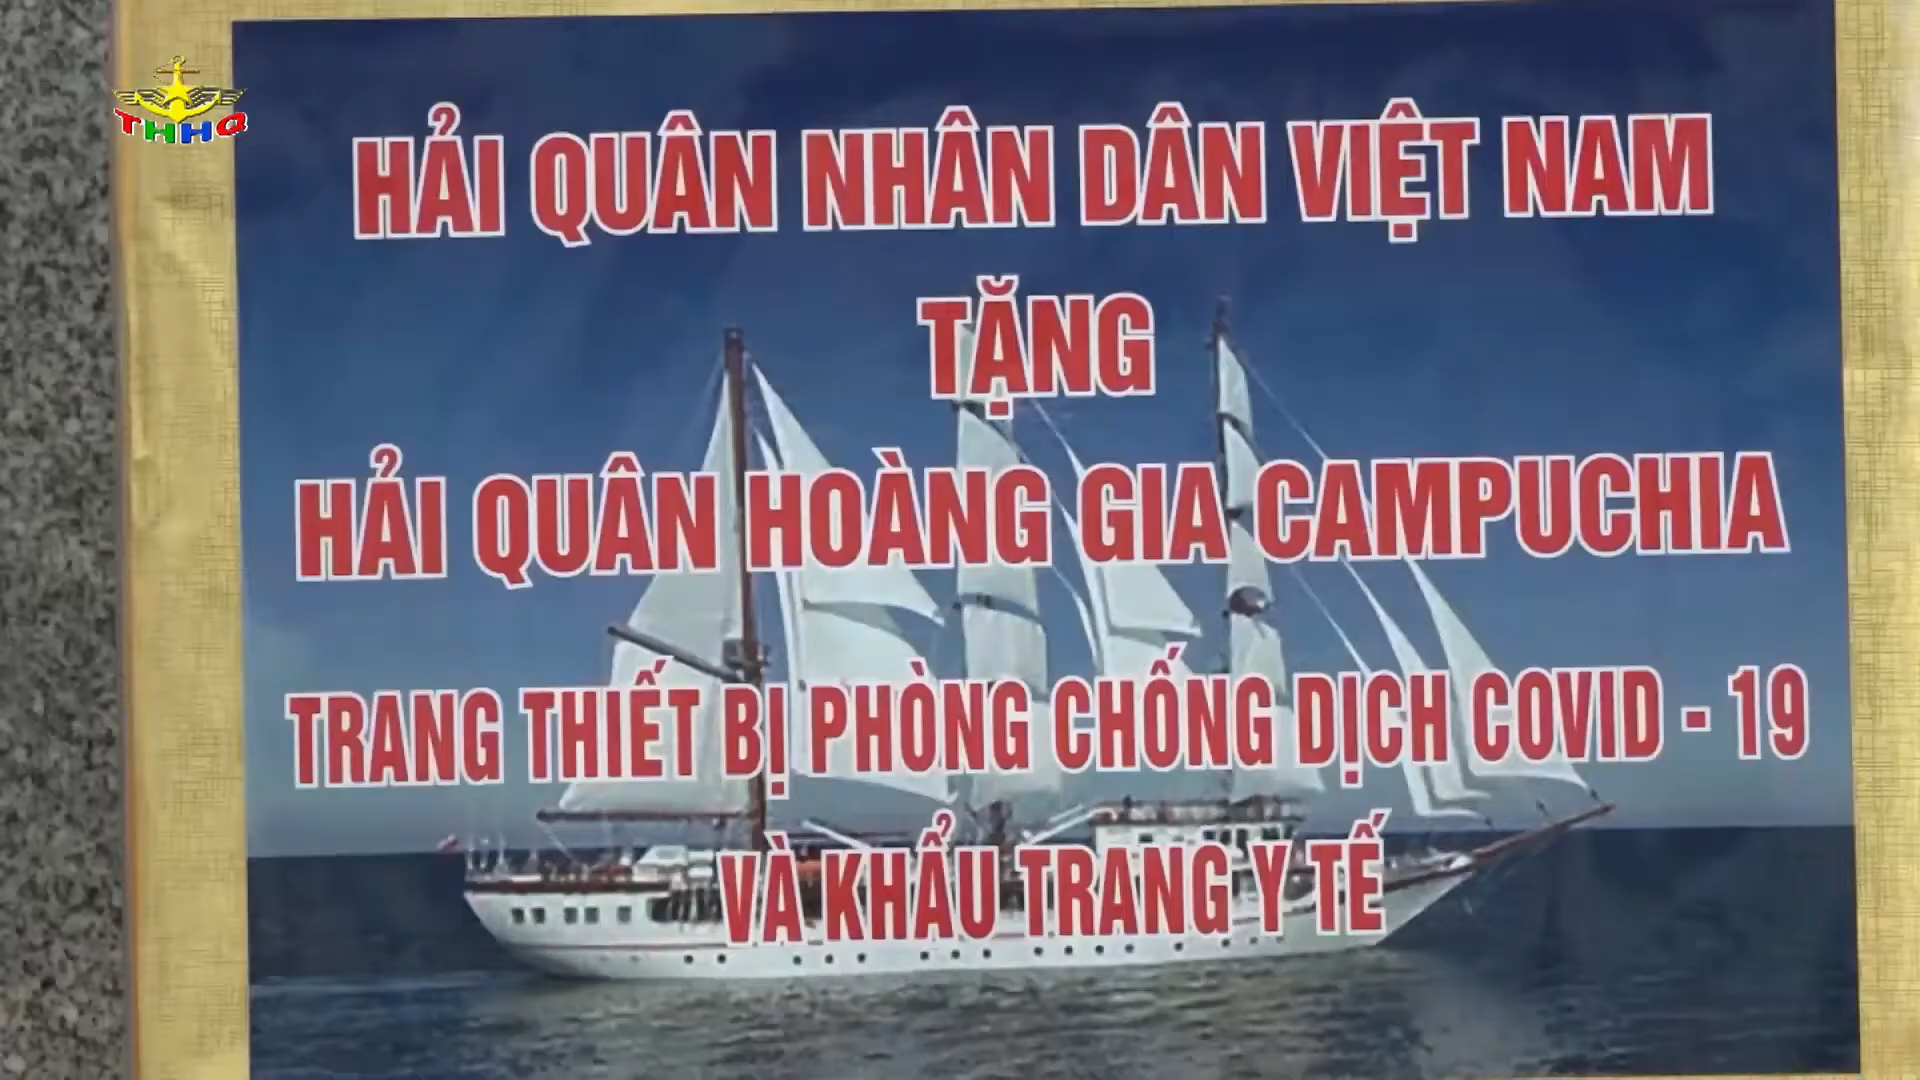 THHQ
HẢI QUÂN NHÂN DÂN VIỆT NAM
TẶNG
HẢI QUÂN HOÀNG GIA CAMPUCHIA
TRANG THIẾT BỊ PHÒNG CHỐNG DỊCH COVID - 19
VÀ KHẨU TRANG Y TẾ